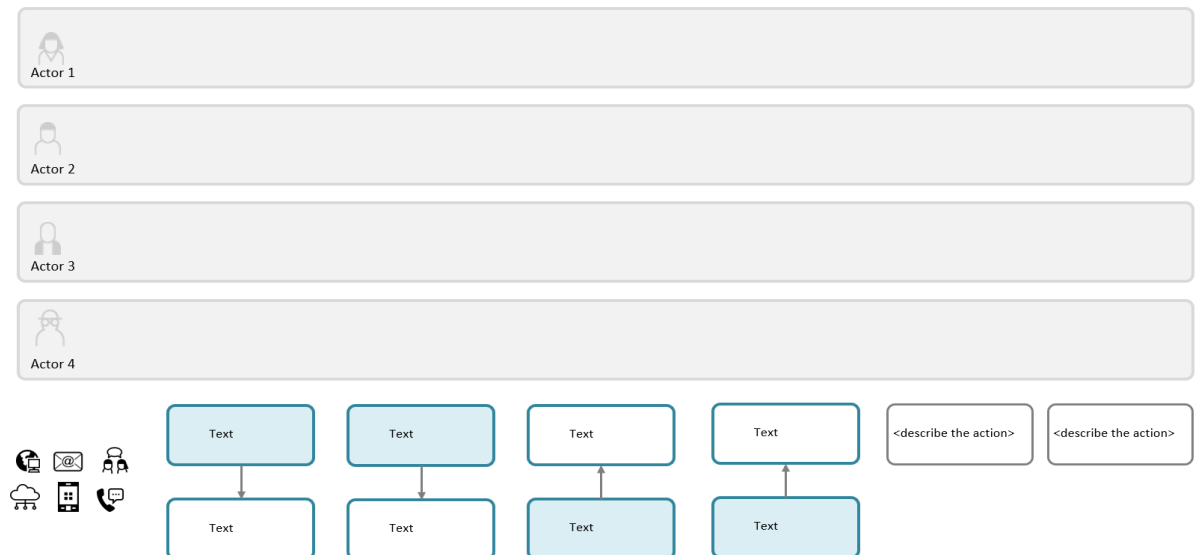 Actor 1
Actor 2
Actor 3
Actor 4
Text
Text
Text
Text
<describe the action>
<describe the action>
@
Text
Text
Text
Text